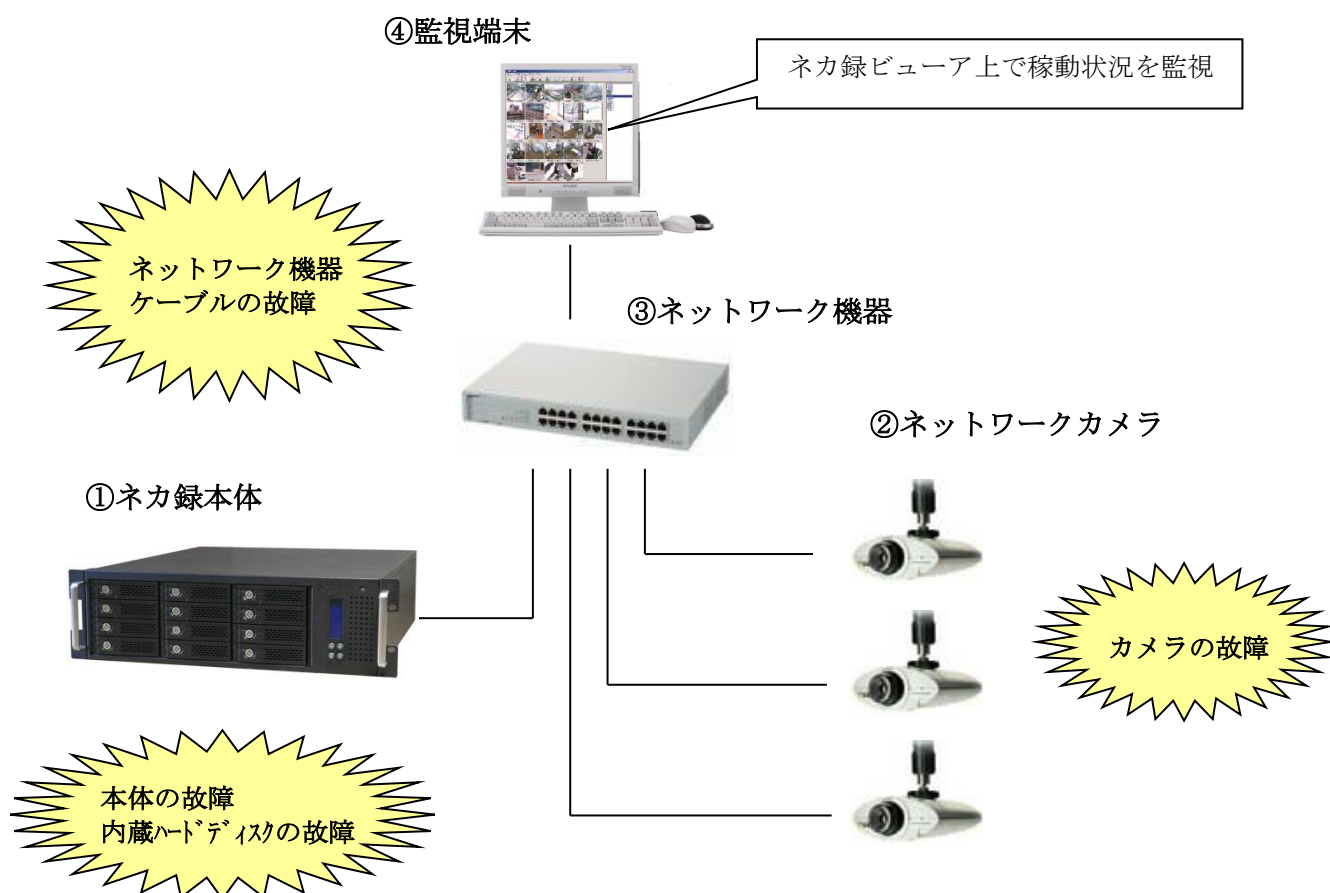 ④監視端末
ネカ録ビューア上で稼動状況を監視
ネットワーク機器
ケーブルの故障
③ネットワーク機器
②ネットワークカメラ
①ネカ録本体
カメラの故障
本体の故障
内蔵ﾊｰﾄﾞﾃﾞｨｽｸの故障